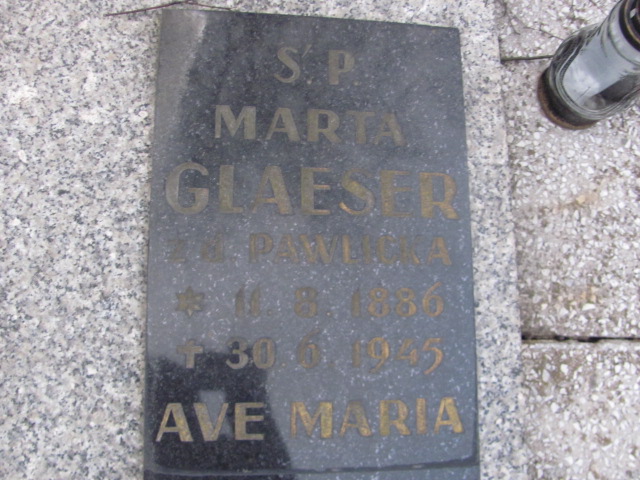 Ś. P.
MARTA
GLAESER
z d. PAWLICKA
* 11. 8. 1886
✝ 30. 6. 1945
AVE MARIA